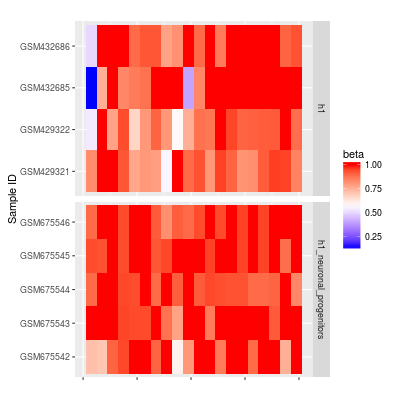 GSM432686
GSM432685
GSM429322
GSM429321
GSM675546
GSM675545
GSM675544
GSM675543
GSM675542
Sample ID
h1
h1_neuronal_progenitors
beta
1.00
0.75
0.50
0.25